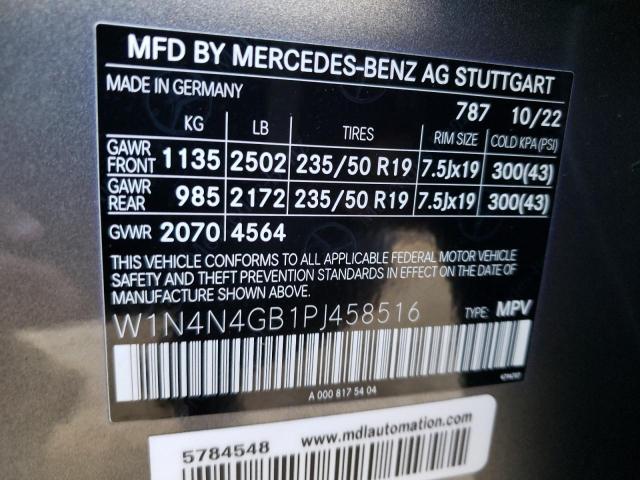 MFD BY MERCEDES-BENZ AG STUTTGART
MADE IN GERMANY
787 10/22
KG LB TIRES RIM SIZE COLD KPA (PSI)
GAWR FRONT 1135 2502 235/50 R19 7.5Jx19 300(43)
GAWR REAR 985 2172 235/50 R19 7.5Jx19 300(43)
GVWR 2070 4564
THIS VEHICLE CONFORMS TO ALL APPLICABLE FEDERAL MOTOR VEHICLE
SAFETY AND THEFT PREVENTION STANDARDS IN EFFECT ON THE DATE OF
MANUFACTURE INDICATED ABOVE.
W1N4N4GB1PJ458516 TYPE: MPV
A 000 817 54 04
5784548 www.mdlautomation.com